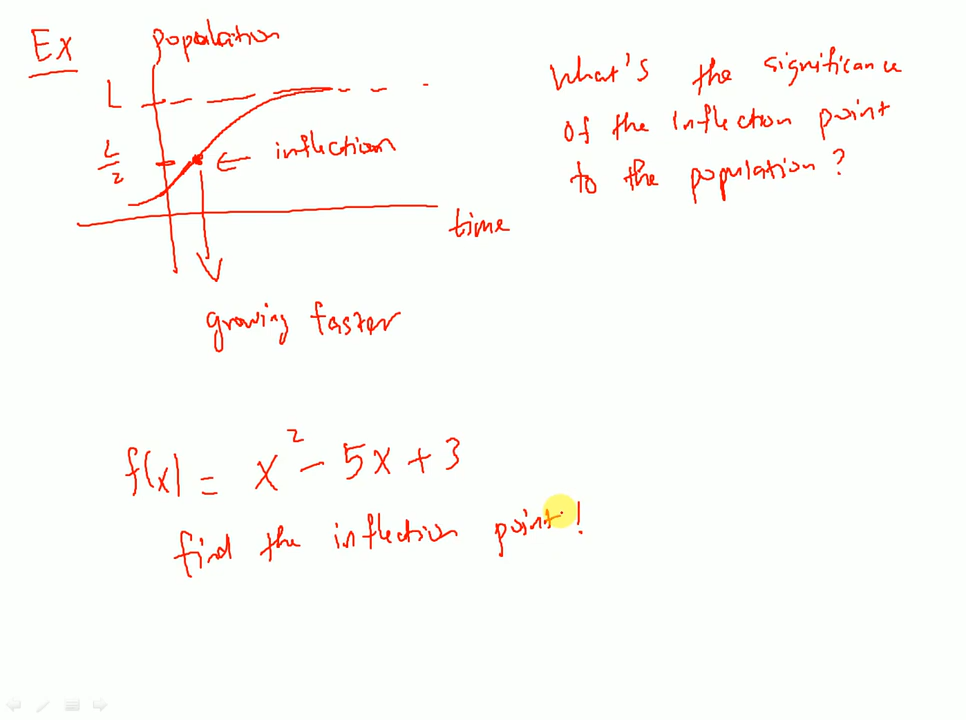 Ex
population
L
L/2
inflection
time
growing faster
What's the significance
of the inflection point
to the population?
f(x) = x² - 5x + 3
find the inflection point!